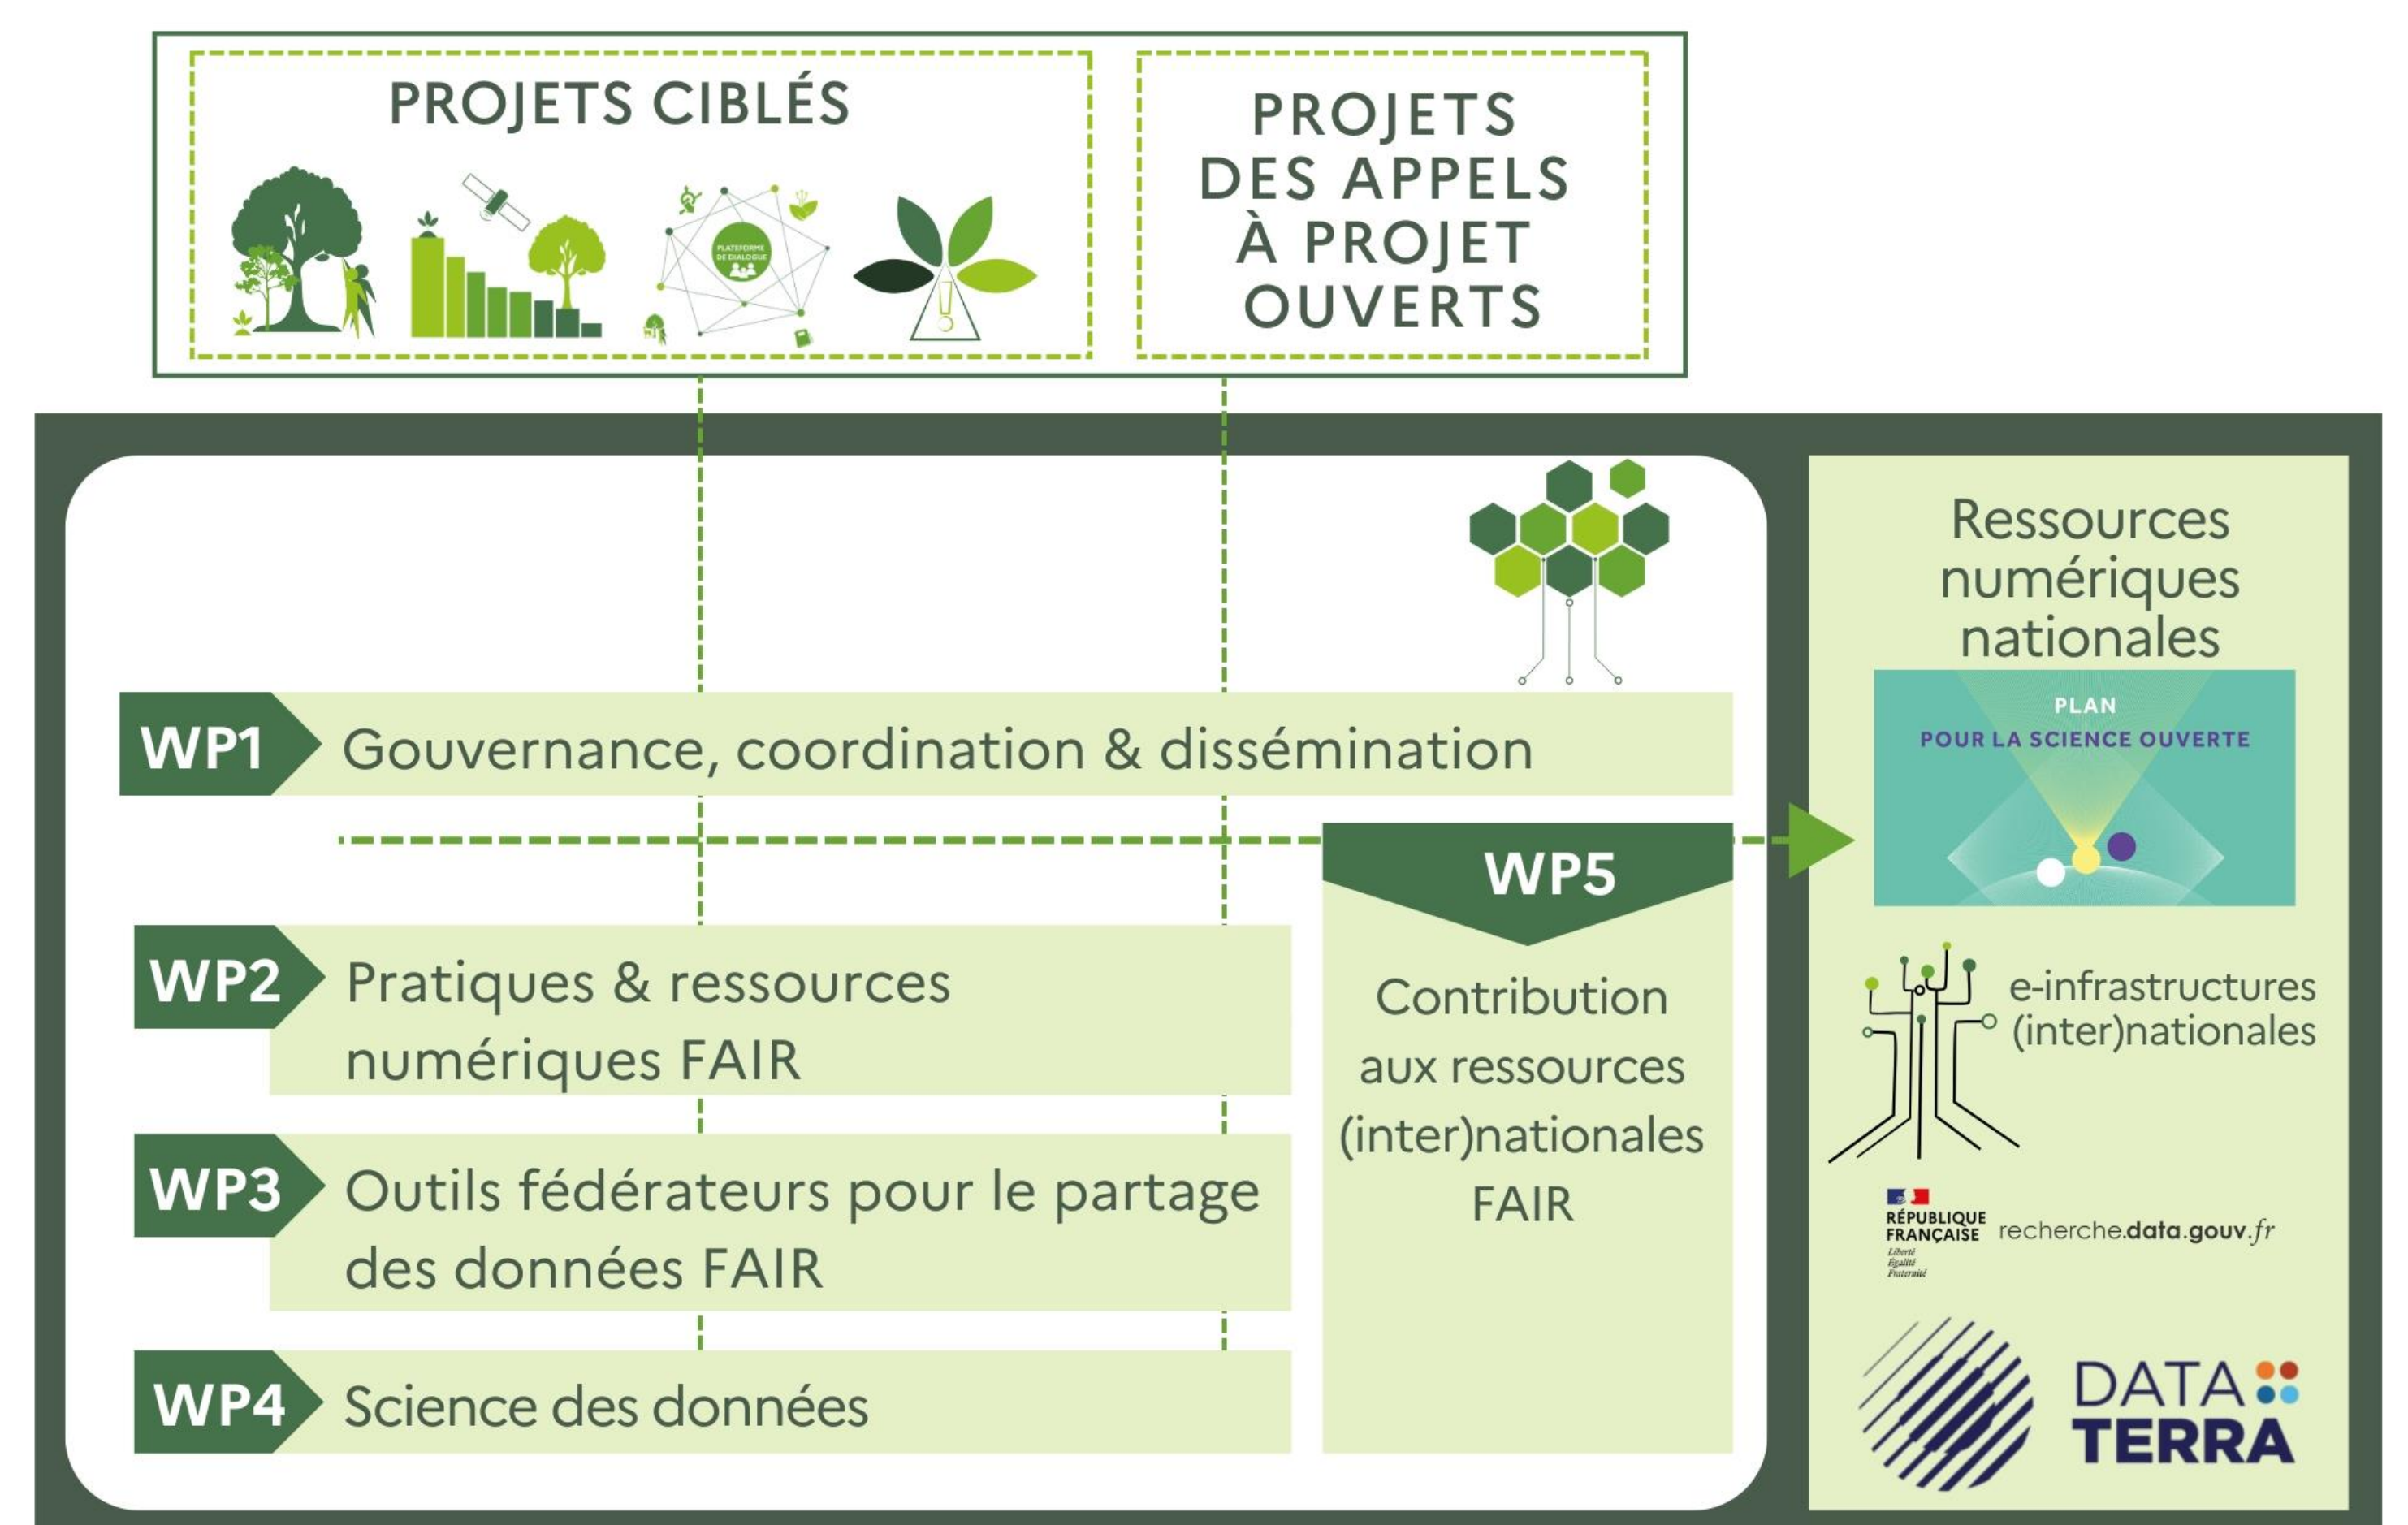 PROJETS CIBLÉS
PLATEFORME
DE DIALOGUE
PROJETS
DES APPELS
À PROJET
OUVERTS
WP1
Gouvernance, coordination & dissémination
WP2
Pratiques & ressources
numériques FAIR
WP3
Outils fédérateurs pour le partage
des données FAIR
WP4
Science des données
WP5
Contribution
aux ressources
(inter)nationales
FAIR
Ressources
numériques
nationales
PLAN
POUR LA SCIENCE OUVERTE
e-infrastructures
(inter)nationales
RÉPUBLIQUE
FRANÇAISE
Liberté
Égalité
Fraternité
recherche.data.gouv.fr
DATA
TERRA